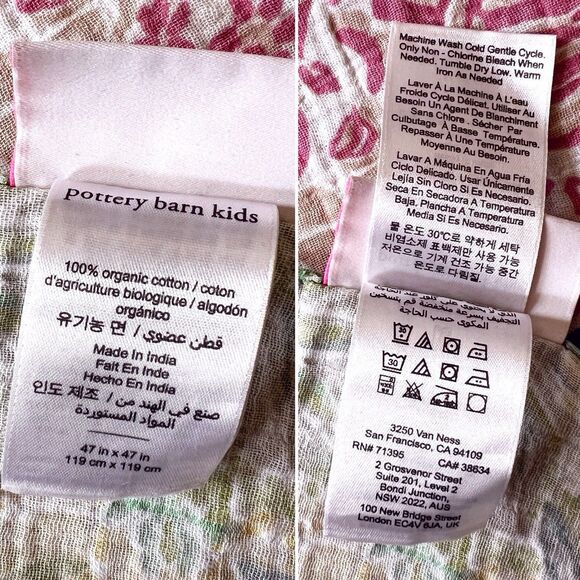 pottery barn kids
100% organic cotton / coton
d'agriculture biologique / algodón
orgánico
유기농 면 / قطن عضوي
Made In India
Fait En Inde
Hecho En India
인도 제조 / صنع في الهند من
المواد المستوردة
47 in x 47 in
119 cm x 119 cm
Machine Wash Cold Gentle Cycle.
Only Non - Chlorine Bleach When
Needed. Tumble Dry Low. Warm
Iron As Needed
Laver À La Machine À L'eau
Froide Cycle Délicat. Utiliser Au
Besoin Un Agent De Blanchiment
Sans Chlore . Sécher Par
Culbutage À Basse Température.
Repasser À Une Température
Moyenne Au Besoin.
Lavar A Máquina En Agua Fría
Ciclo Delicado. Usar Únicamente
Lejía Sin Cloro Si Es Necesario.
Seca En Secadora A Temperatura
Baja, Plancha A Temperatura
Media Si Es Necesario.
물 온도 30℃로 약하게 세탁
비염소제 표백제만 사용 가능
저온으로 기계 건조 가능 중간
온도로 다림질.
التجفيف بسرعة منخفضة قم بتسخين
المكوى حسب الحاجة
30
3250 Van Ness
San Francisco, CA 94109
RN# 71395 CA# 38634
2 Grosvenor Street
Suite 201, Level 2
Bondi Junction,
NSW 2022, AUS
100 New Bridge Street
London EC4V 6JA, UK